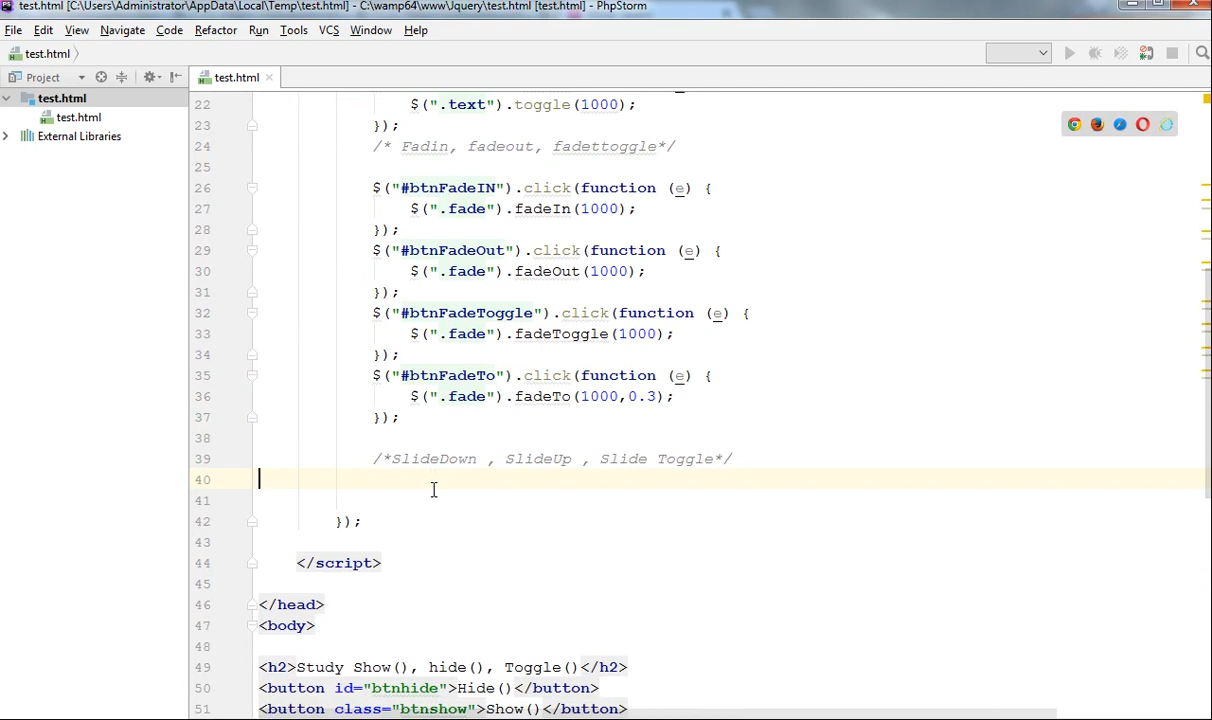 test.html [C:\Users\Administrator\AppData\Local\Temp\test.html] - C:\wamp64\www\Jquery\test.html [test.html] - PhpStorm
File Edit View Navigate Code Refactor Run Tools VCS Window Help
test.html
Project
test.html
test.html
test.html
External Libraries
22 $(".text").toggle(1000);
23 });
24 /* Fadin, fadeout, fadettoggle*/
25
26 $("#btnFadeIN").click(function (e) {
27 $(".fade").fadeIn(1000);
28 });
29 $("#btnFadeOut").click(function (e) {
30 $(".fade").fadeOut(1000);
31 });
32 $("#btnFadeToggle").click(function (e) {
33 $(".fade").fadeToggle(1000);
34 });
35 $("#btnFadeTo").click(function (e) {
36 $(".fade").fadeTo(1000,0.3);
37 });
38
39 /*SlideDown , SlideUp , Slide Toggle*/
40
41
42 });
43
44 </script>
45
46 </head>
47 <body>
48
49 <h2>Study Show(), hide(), Toggle()</h2>
50 <button id="btnhide">Hide()</button>
51 <button class="btnshow">Show()</button>